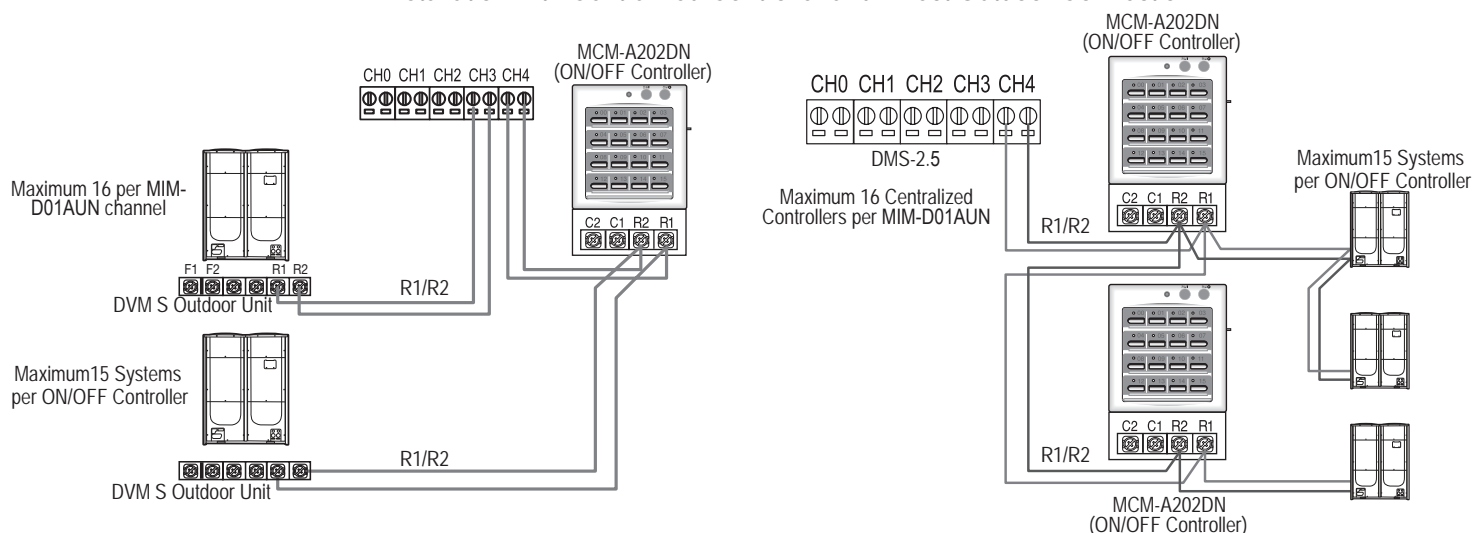 MCM-A202DN
(ON/OFF Controller)
CH0 CH1 CH2 CH3 CH4
Maximum 16 per MIM-
D01AUN channel
C2 C1 R2 R1
F1 F2 R1 R2
R1/R2
DVM S Outdoor Unit
Maximum15 Systems
per ON/OFF Controller
R1/R2
DVM S Outdoor Unit
MCM-A202DN
(ON/OFF Controller)
CH0 CH1 CH2 CH3 CH4
DMS-2.5
Maximum 16 Centralized
Controllers per MIM-D01AUN
C2 C1 R2 R1
R1/R2
Maximum15 Systems
per ON/OFF Controller
C2 C1 R2 R1
R1/R2
MCM-A202DN
(ON/OFF Controller)